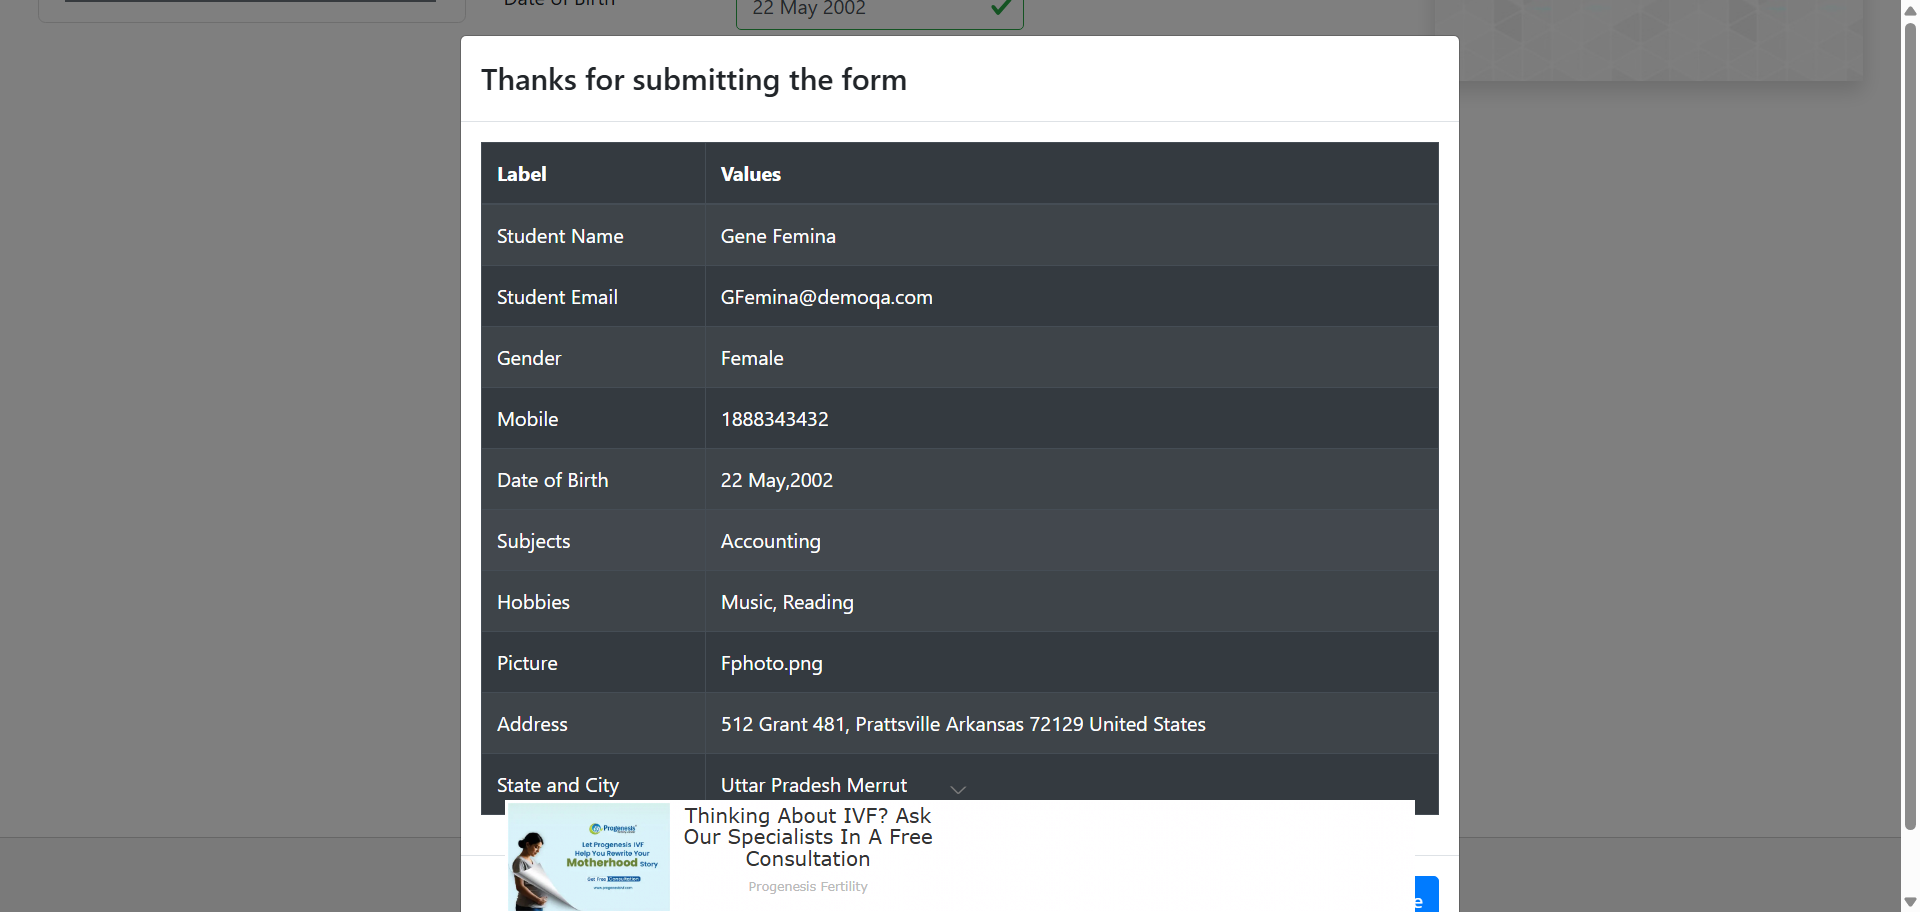 22 May 2002
Thanks for submitting the form
Label Values
Student Name Gene Femina
Student Email GFemina@demoqa.com
Gender Female
Mobile 1888343432
Date of Birth 22 May,2002
Subjects Accounting
Hobbies Music, Reading
Picture Fphoto.png
Address 512 Grant 481, Prattsville Arkansas 72129 United States
State and City Uttar Pradesh Merrut
Thinking About IVF? Ask
Our Specialists In A Free
Consultation
Progenesis Fertility
Progenesis
Let Progenesis IVF
Help You Rewrite Your
Motherhood Story
Get free Consultation